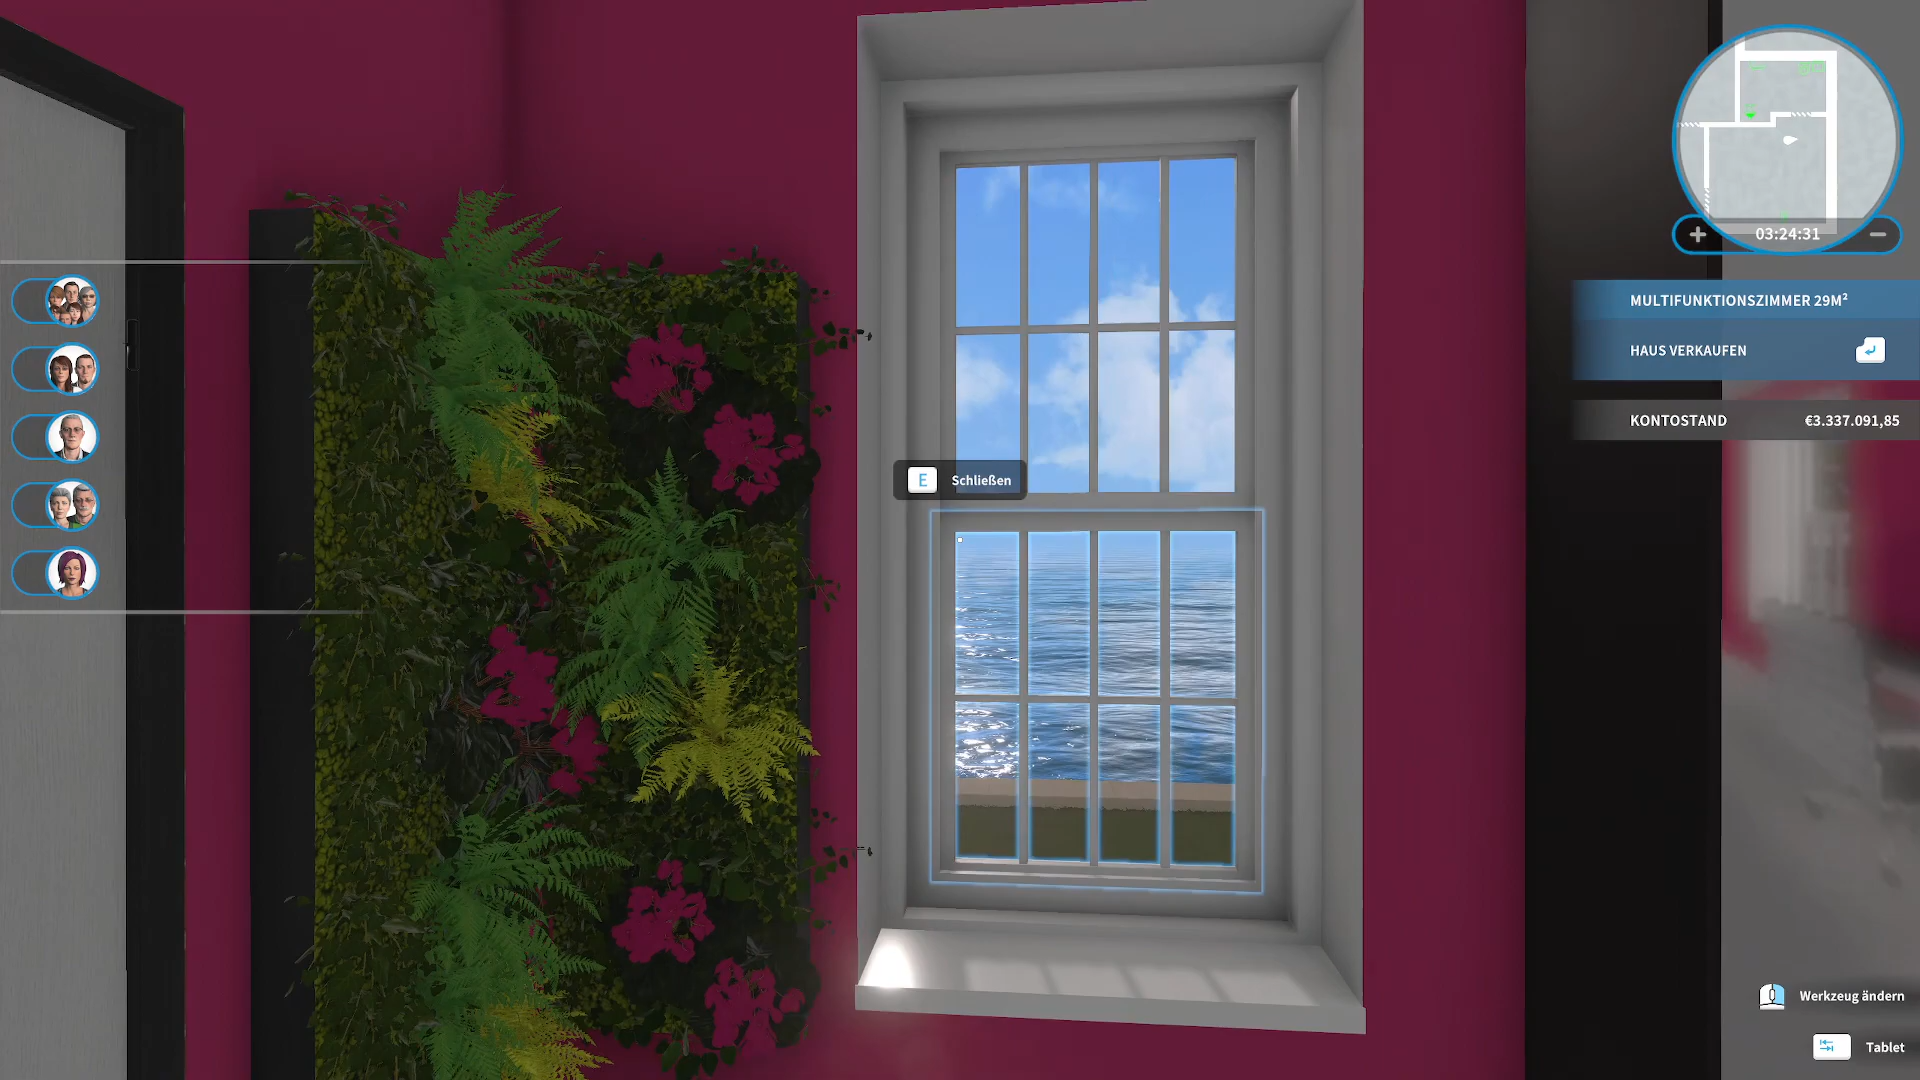 03:24:31
MULTIFUNKTIONSZIMMER 29M²
HAUS VERKAUFEN
KONTOSTAND €3.337.091,85
E Schließen
Werkzeug ändern
Tablet